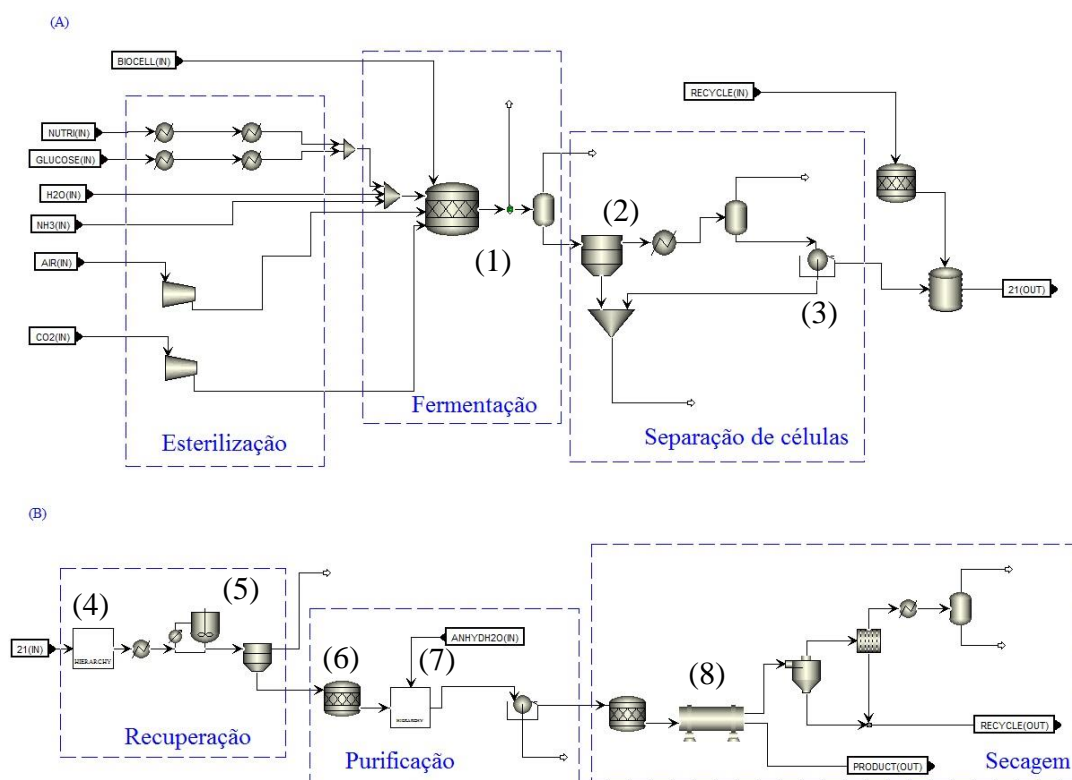 (A)
BIOCELL(IN)
RECYCLE(IN)
NUTRI(IN)
GLUCOSE(IN)
H2O(IN)
NH3(IN)
AIR(IN)
CO2(IN)
(1)
(2)
(3)
21(OUT)
Esterilização
Fermentação
Separação de células
(B)
21(IN)
(4)
HIERARCHY
(5)
Recuperação
ANHYDH2O(IN)
(6)
(7)
HIERARCHY
Purificação
(8)
RECYCLE(OUT)
PRODUCT(OUT)
Secagem